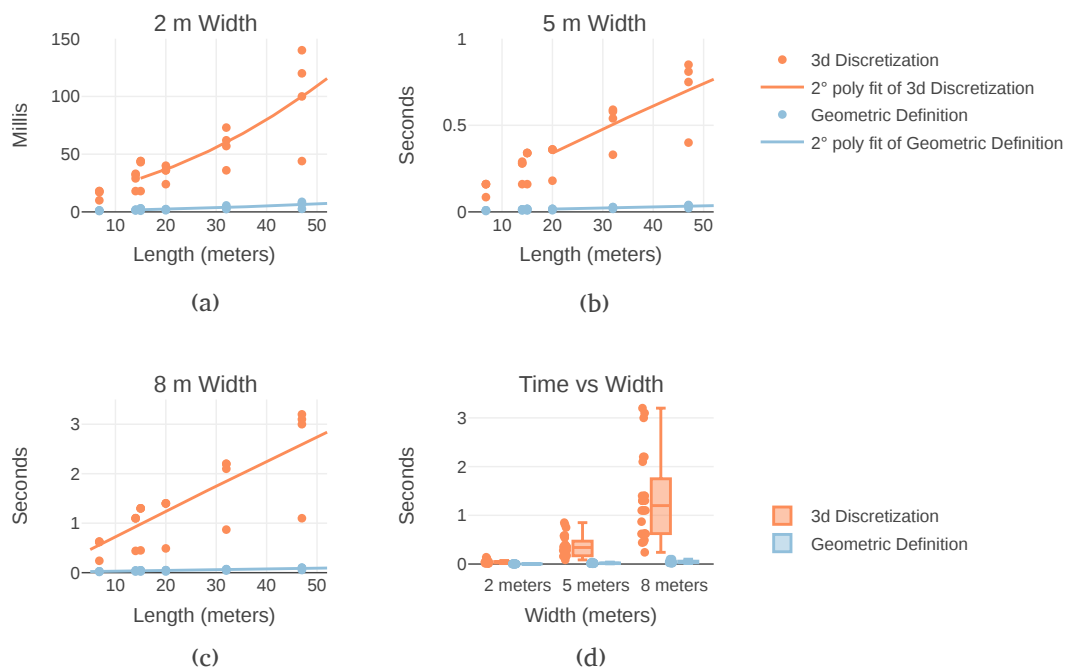 2 m Width
150
100
50
0
Millis
10 20 30 40 50
Length (meters)
(a)
5 m Width
1
0.5
0
Seconds
10 20 30 40 50
Length (meters)
(b)
3d Discretization
2° poly fit of 3d Discretization
Geometric Definition
2° poly fit of Geometric Definition
8 m Width
3
2
1
0
Seconds
10 20 30 40 50
Length (meters)
(c)
Time vs Width
3
2
1
0
Seconds
2 meters 5 meters 8 meters
Width (meters)
(d)
3d Discretization
Geometric Definition